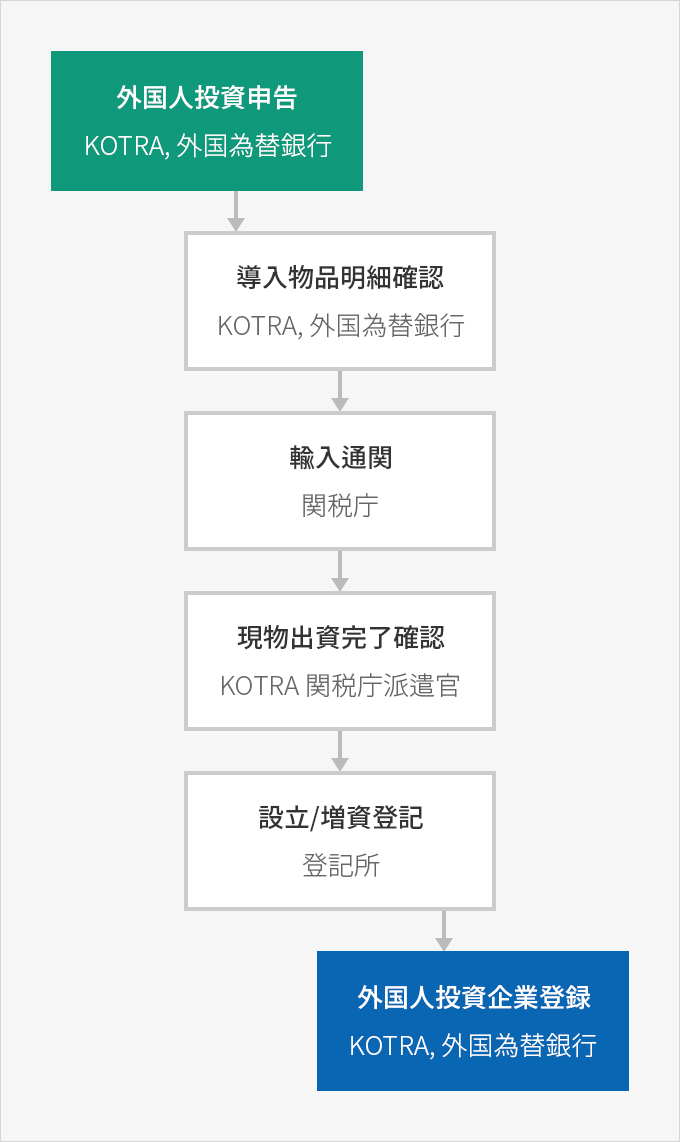 外国人投資申告
KOTRA, 外国為替銀行
導入物品明細確認
KOTRA, 外国為替銀行
輸入通関
関税庁
現物出資完了確認
KOTRA 関税庁派遣官
設立/増資登記
登記所
外国人投資企業登録
KOTRA, 外国為替銀行